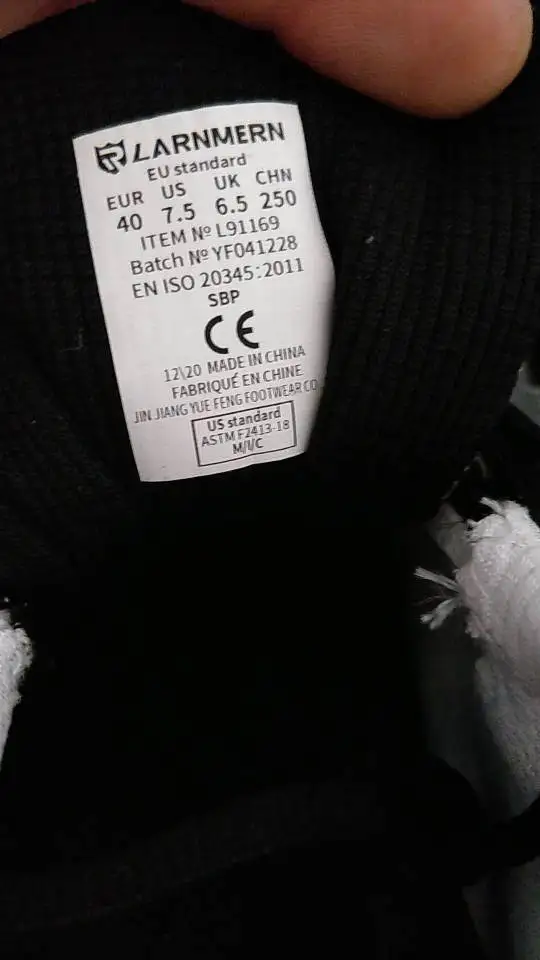 LARNMERN
EU standard
EUR US UK CHN
40 7.5 6.5 250
ITEM Nº L91169
Batch Nº YF041228
EN ISO 20345:2011
SBP
CE
12\20 MADE IN CHINA
FABRIQUÉ EN CHINE
JIN JIANG YUE FENG FOOTWEAR CO
US standard
ASTM F2413-18
M/I/C